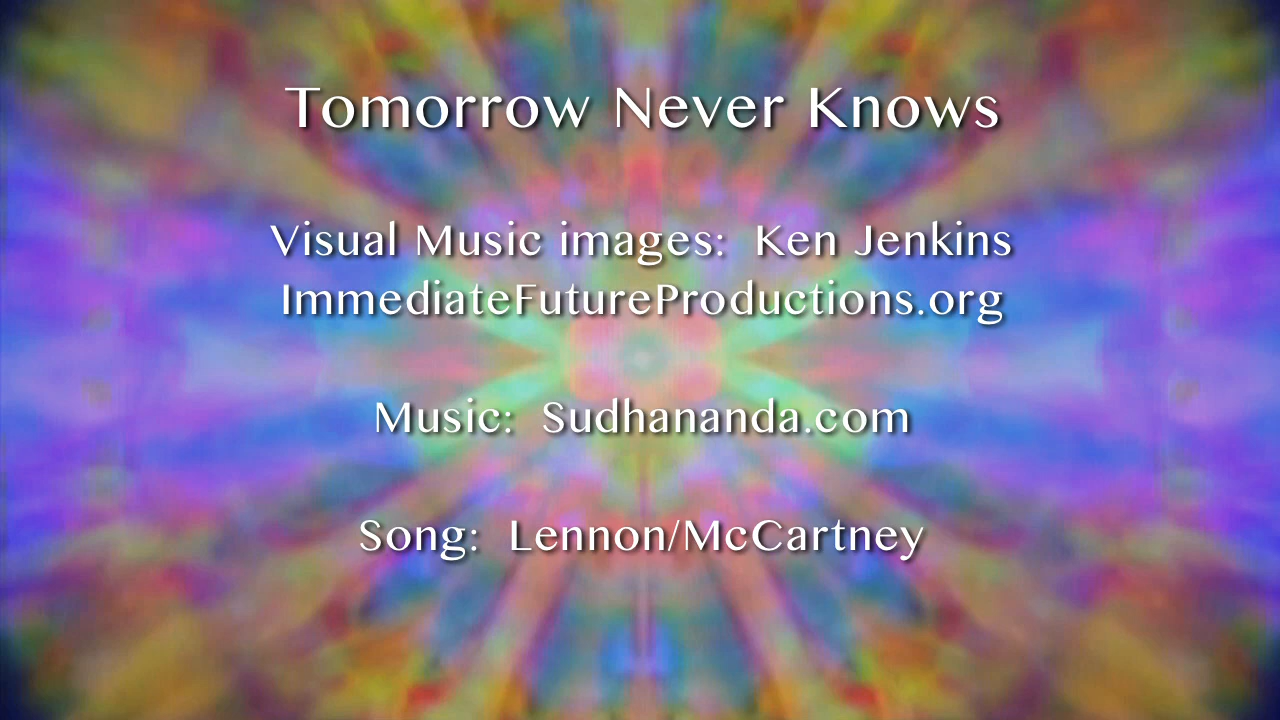 Tomorrow Never Knows
Visual Music images:  Ken Jenkins
ImmediateFutureProductions.org
Music:  Sudhananda.com
Song:  Lennon/McCartney